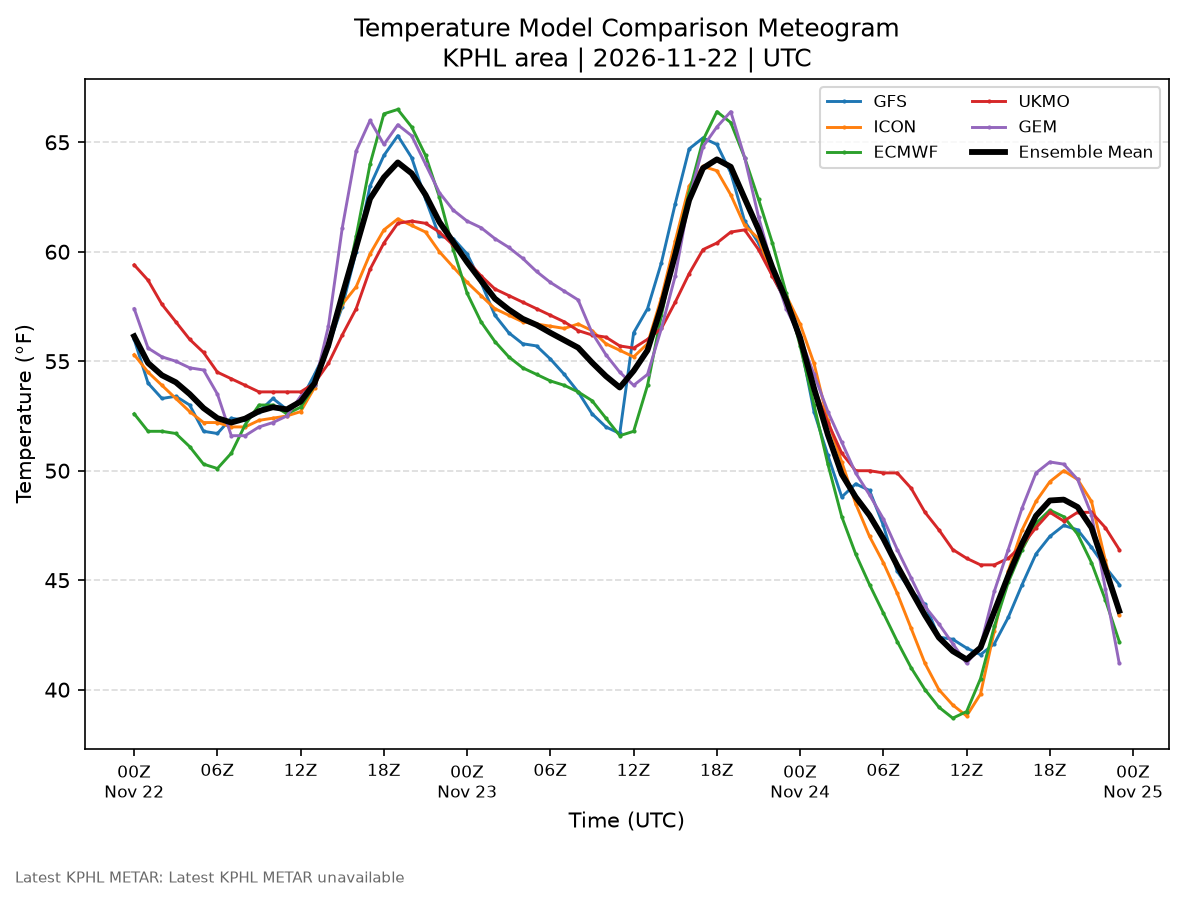 Temperature Model Comparison Meteogram
KPHL area | 2026-11-22 | UTC
GFS
ICON
ECMWF
UKMO
GEM
Ensemble Mean
Temperature (°F)
65
60
55
50
45
40
00Z 06Z 12Z 18Z 00Z 06Z 12Z 18Z 00Z 06Z 12Z 18Z 00Z
Nov 22 Nov 23 Nov 24 Nov 25
Time (UTC)
Latest KPHL METAR: Latest KPHL METAR unavailable